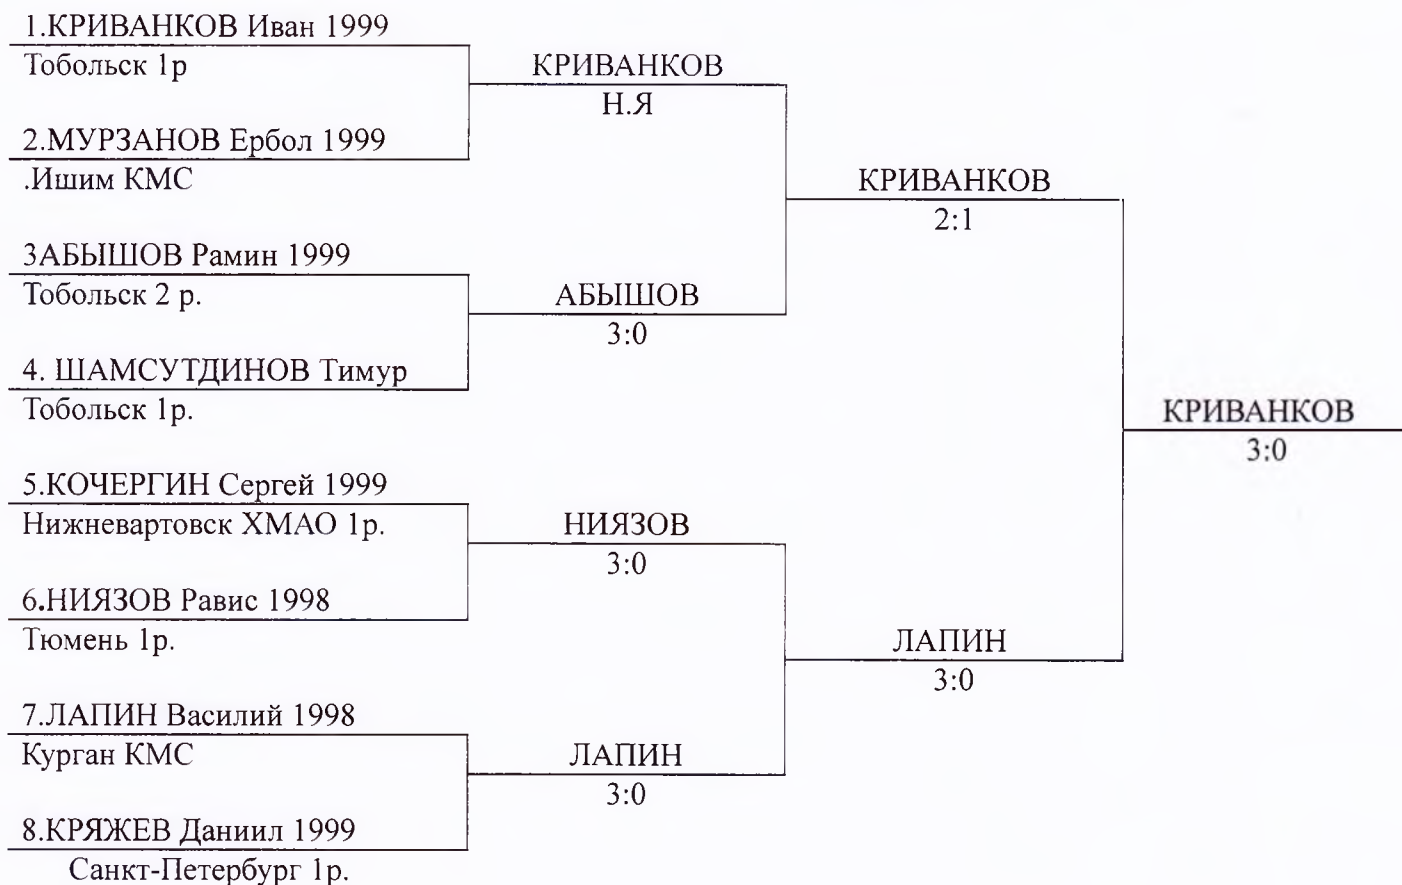 1.КРИВАНКОВ Иван 1999
Тобольск 1р
КРИВАНКОВ
Н.Я
2.МУРЗАНОВ Ербол 1999
.Ишим КМС
КРИВАНКОВ
2:1
3АБЫШОВ Рамин 1999
Тобольск 2 р.
АБЫШОВ
3:0
4. ШАМСУТДИНОВ Тимур
Тобольск 1р.
КРИВАНКОВ
3:0
5.КОЧЕРГИН Сергей 1999
Нижневартовск ХМАО 1р.
НИЯЗОВ
3:0
6.НИЯЗОВ Равис 1998
Тюмень 1р.
ЛАПИН
3:0
7.ЛАПИН Василий 1998
Курган КМС
ЛАПИН
3:0
8.КРЯЖЕВ Даниил 1999
Санкт-Петербург 1р.